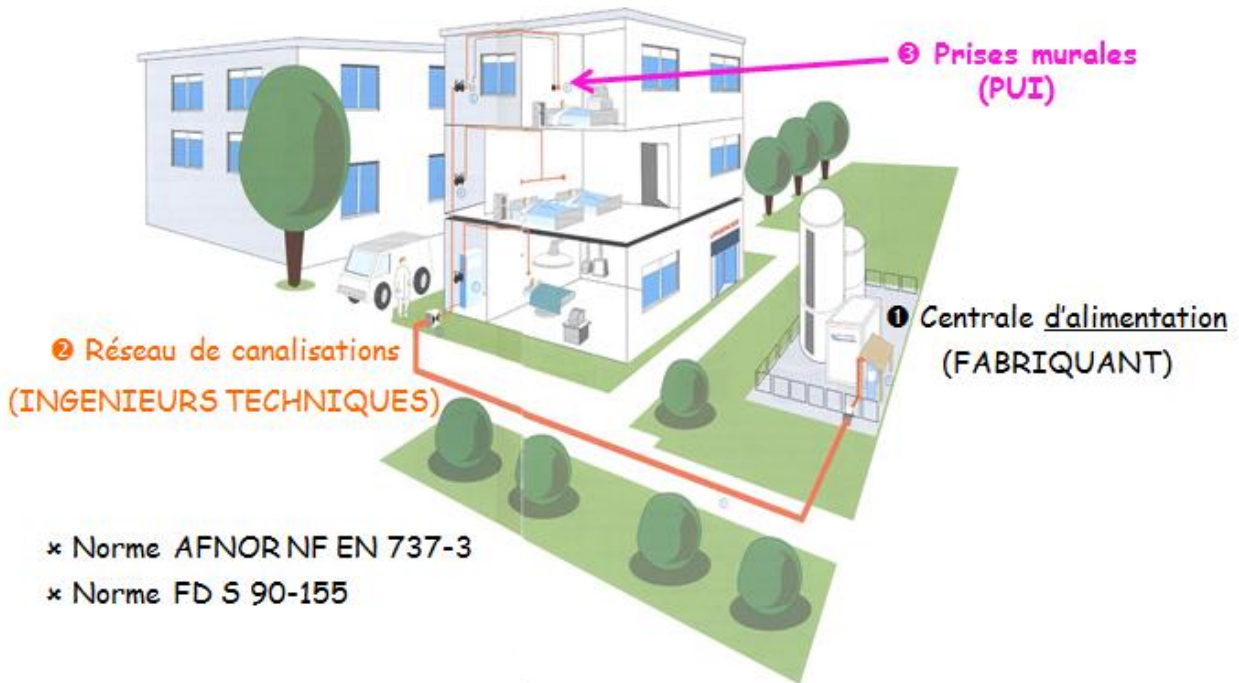 ❸ Prises murales
(PUI)
❶ Centrale d'alimentation
(FABRIQUANT)
❷ Réseau de canalisations
(INGENIEURS TECHNIQUES)
× Norme AFNOR NF EN 737-3
× Norme FD S 90-155